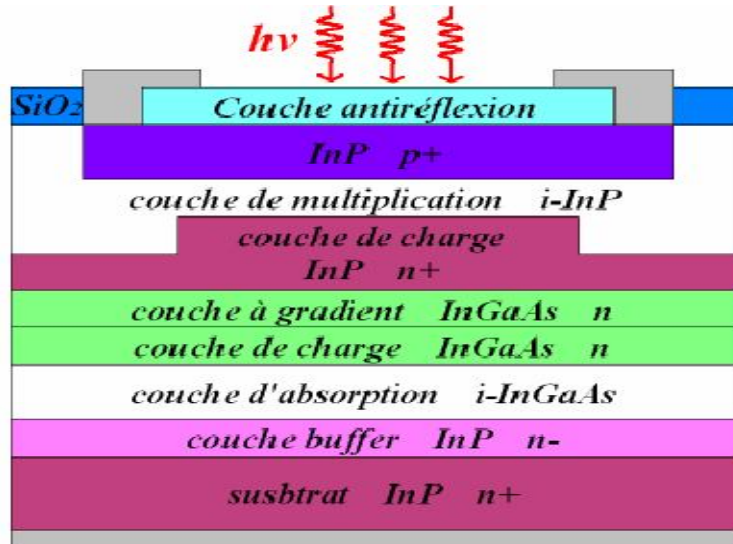 hν
SiO2 Couche antiréflexion
InP p+
couche de multiplication i-InP
couche de charge
InP n+
couche à gradient InGaAs n
couche de charge InGaAs n
couche d'absorption i-InGaAs
couche buffer InP n-
susbtrat InP n+